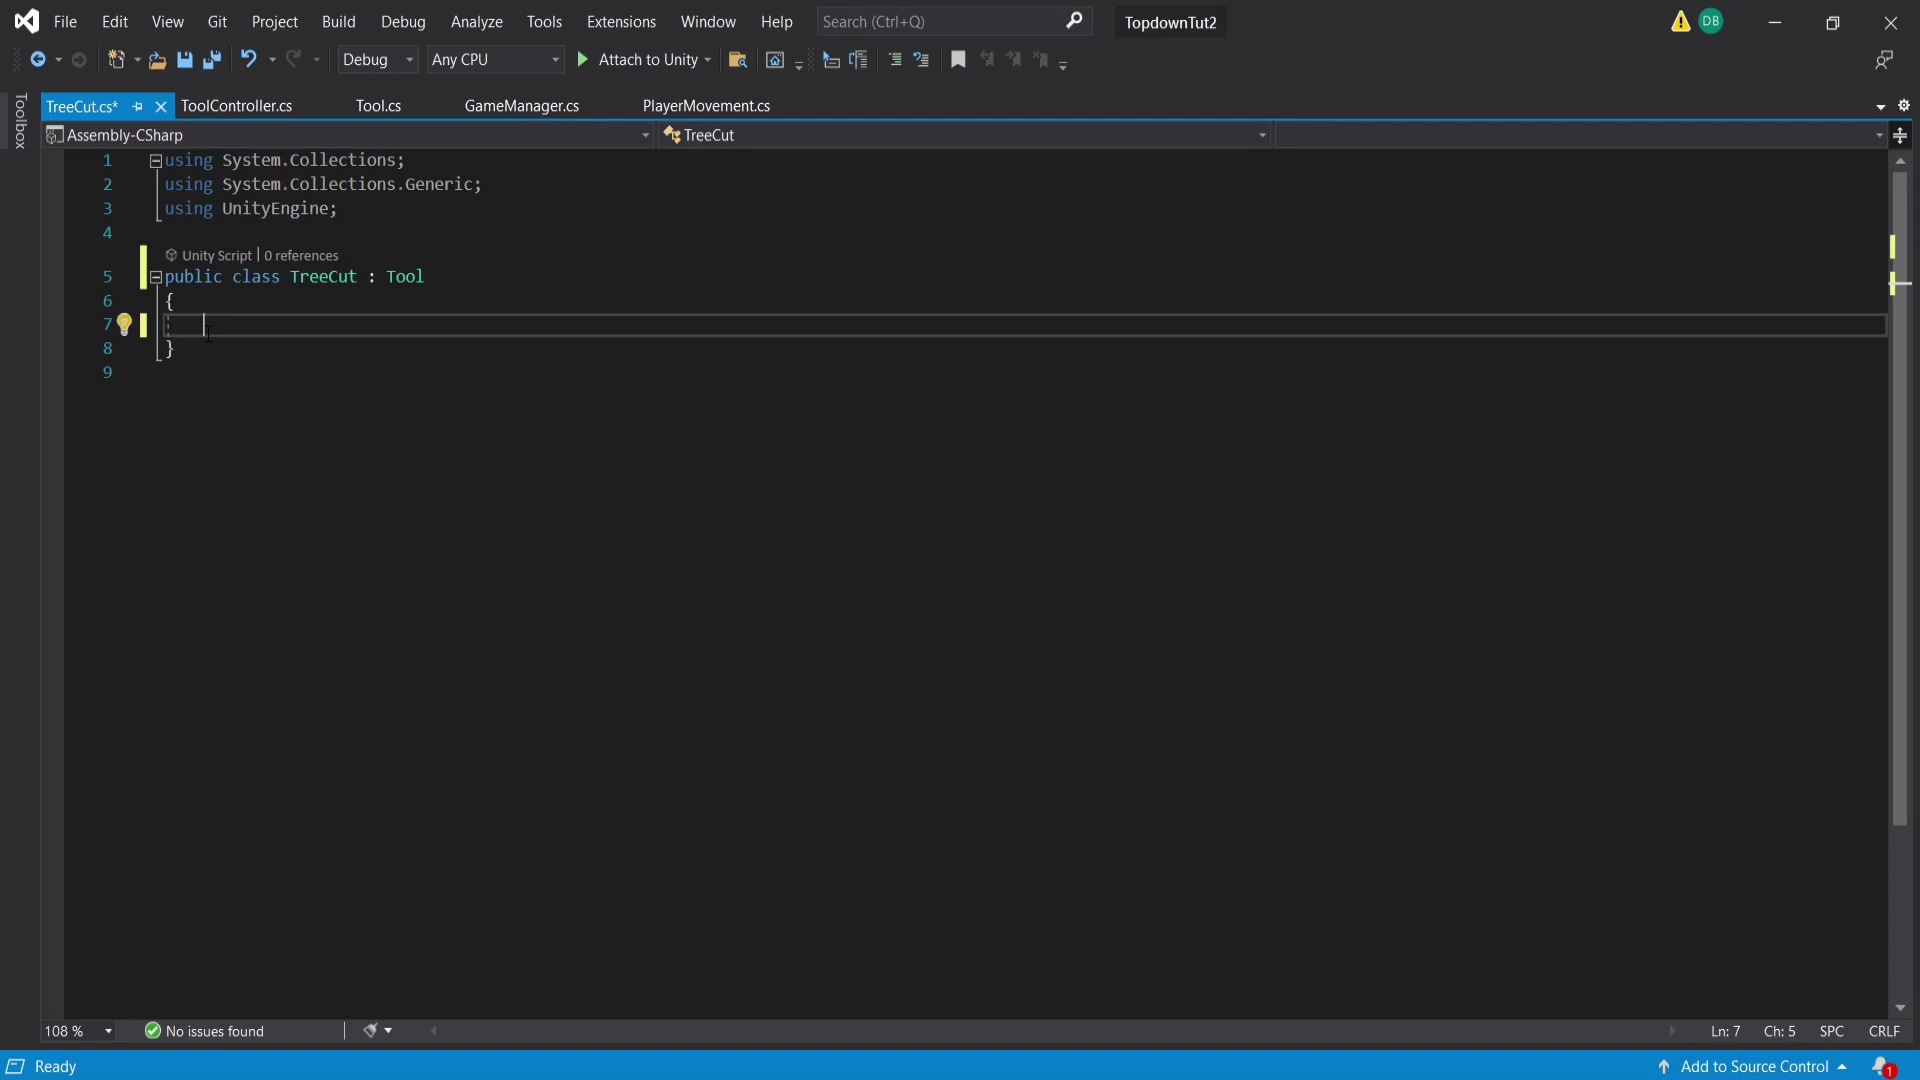 File Edit View Git Project Build Debug Analyze Tools Extensions Window Help Search (Ctrl+Q) TopdownTut2 DB
Debug Any CPU Attach to Unity
Toolbox
TreeCut.cs* ToolController.cs Tool.cs GameManager.cs PlayerMovement.cs
Assembly-CSharp TreeCut
1 using System.Collections;
2 using System.Collections.Generic;
3 using UnityEngine;
4
Unity Script | 0 references
5 public class TreeCut : Tool
6 {
7
8 }
9
108 % No issues found Ln: 7 Ch: 5 SPC CRLF
Ready Add to Source Control 1